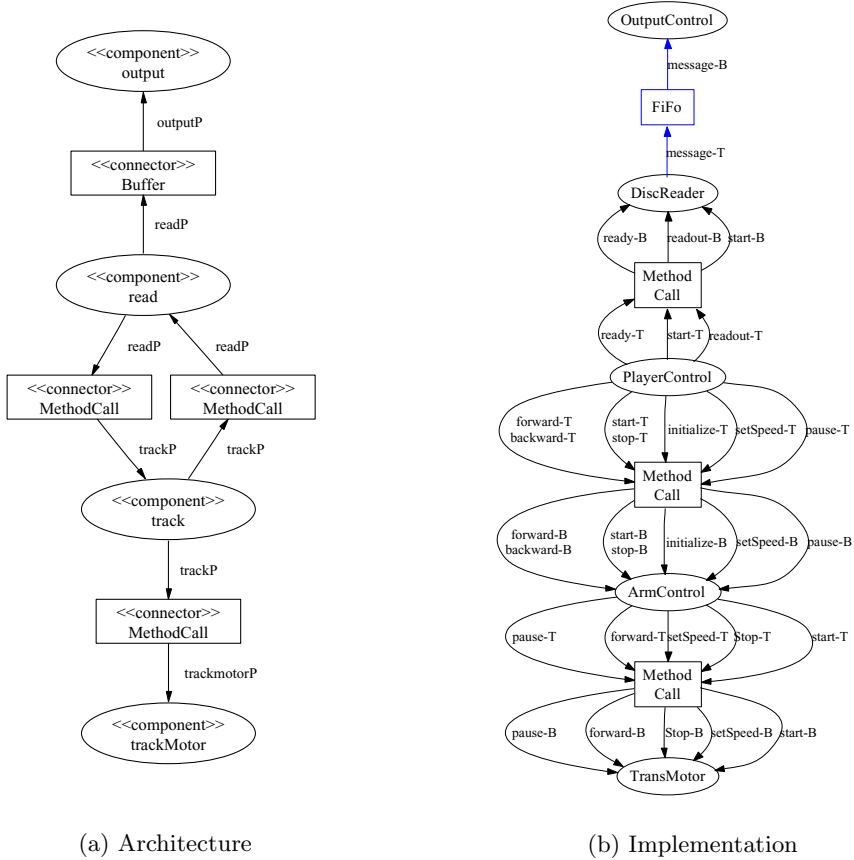 <<component>>
output
outputP
<<connector>>
Buffer
readP
<<component>>
read
readP
readP
<<connector>>
MethodCall
<<connector>>
MethodCall
trackP
trackP
<<component>>
track
trackP
<<connector>>
MethodCall
trackmotorP
<<component>>
trackMotor
(a) Architecture
OutputControl
message-B
FiFo
message-T
DiscReader
ready-B
readout-B
start-B
Method
Call
ready-T
start-T
readout-T
PlayerControl
forward-T
backward-T
start-T
stop-T
initialize-T
setSpeed-T
pause-T
Method
Call
forward-B
backward-B
start-B
stop-B
initialize-B
setSpeed-B
pause-B
ArmControl
pause-T
forward-T
setSpeed-T
Stop-T
start-T
Method
Call
pause-B
forward-B
Stop-B
setSpeed-B
start-B
TransMotor
(b) Implementation